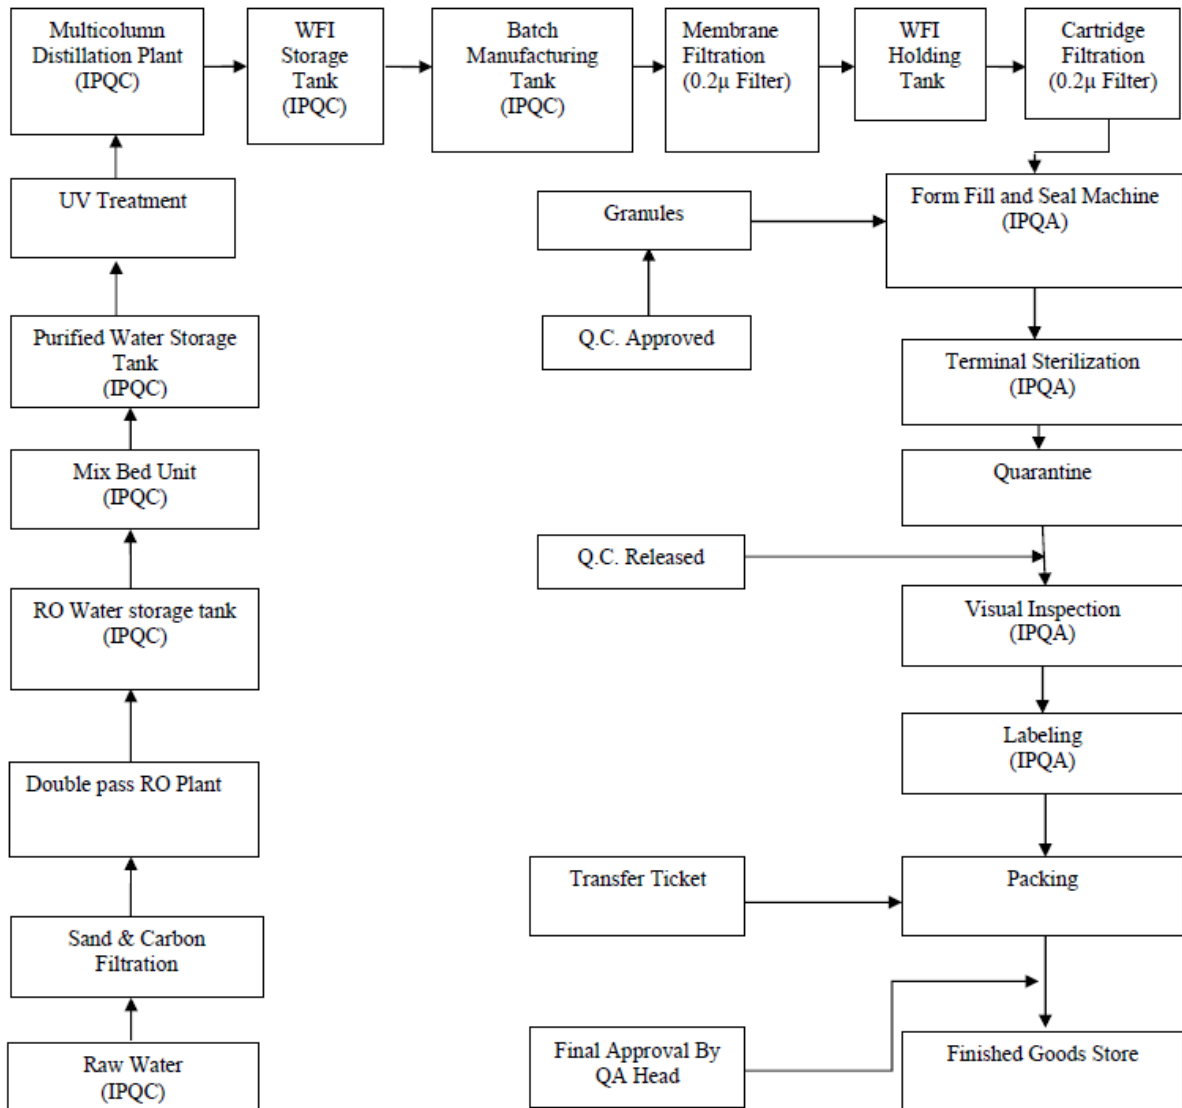 Multicolumn
Distillation Plant
(IPQC)
WFI
Storage
Tank
(IPQC)
Batch
Manufacturing
Tank
(IPQC)
Membrane
Filtration
(0.2µ Filter)
WFI
Holding
Tank
Cartridge
Filtration
(0.2µ Filter)
UV Treatment
Granules
Form Fill and Seal Machine
(IPQA)
Purified Water Storage
Tank
(IPQC)
Q.C. Approved
Terminal Sterilization
(IPQA)
Mix Bed Unit
(IPQC)
Quarantine
Q.C. Released
RO Water storage tank
(IPQC)
Visual Inspection
(IPQA)
Labeling
(IPQA)
Double pass RO Plant
Transfer Ticket
Packing
Sand & Carbon
Filtration
Raw Water
(IPQC)
Final Approval By
QA Head
Finished Goods Store